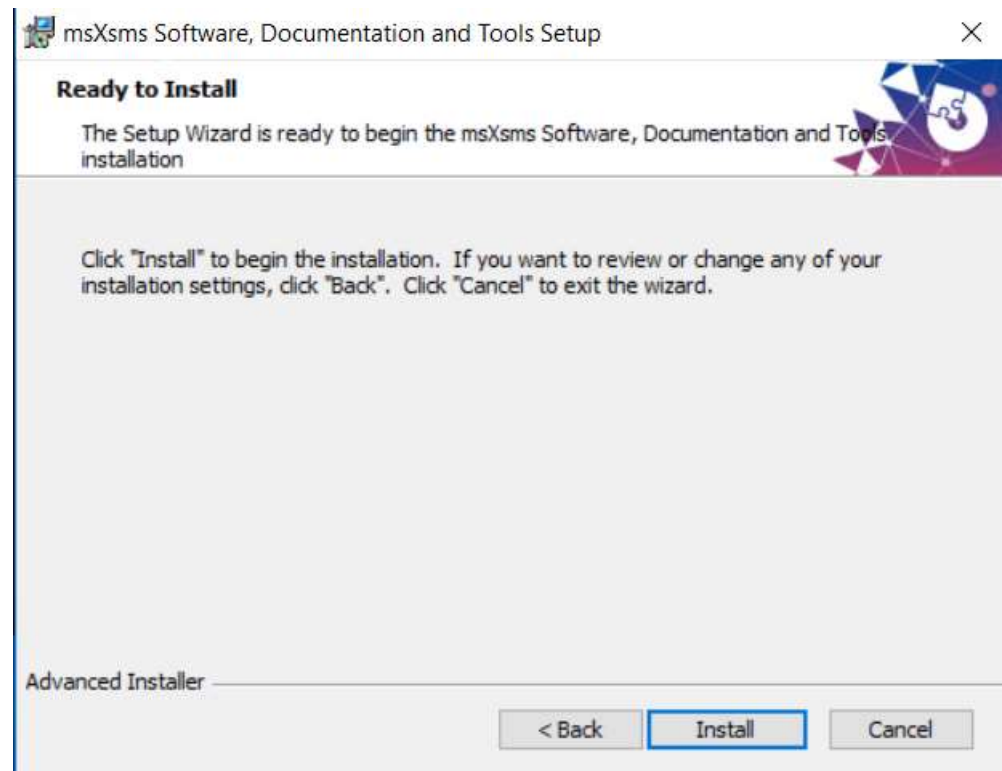 msXsms Software, Documentation and Tools Setup
Ready to Install
The Setup Wizard is ready to begin the msXsms Software, Documentation and Tools
installation
Click "Install" to begin the installation. If you want to review or change any of your
installation settings, click "Back". Click "Cancel" to exit the wizard.
Advanced Installer
< Back
Install
Cancel